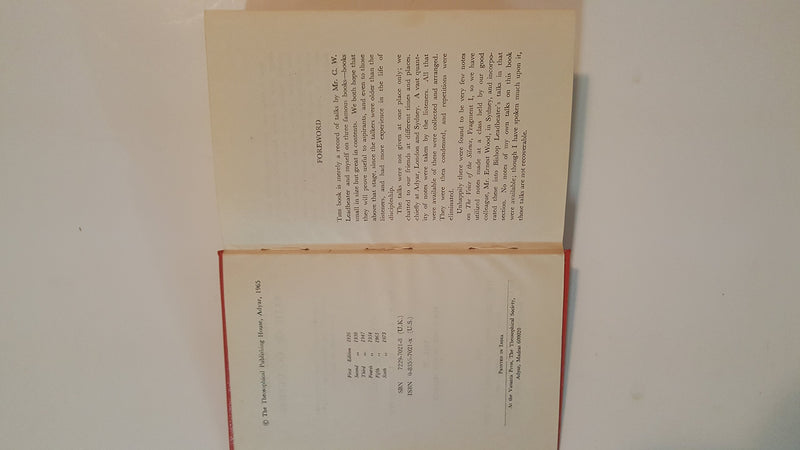 © The Theosophical Publishing House, Adyar, 1965
First Edition 1926
Second „ 1930
Third „ 1947
Fourth „ 1954
Fifth „ 1965
Sixth „ 1973
SBN 7229-7021-8 (U.K.)
ISBN 0-8356-7021-x (U.S.)
PRINTED IN INDIA
At the Vasanta Press, The Theosophical Society,
Adyar, Madras 600020
FOREWORD
THIS book is merely a record of talks by Mr. C. W.
Leadbeater and myself on three famous books—books
small in size but great in contents. We both hope that
they will prove useful to aspirants, and even to those
above that stage, since the talkers were older than the
listeners, and had more experience in the life of
discipleship.
The talks were not given at one place only; we
chatted to our friends at different times and places,
chiefly at Adyar, London and Sydney. A vast quant-
ity of notes were taken by the listeners. All that
were available of these were collected and arranged.
They were then condensed, and repetitions were
eliminated.
Unhappily there were found to be very few notes
on The Voice of the Silence, Fragment I, so we have
utilized notes made at a class held by our good
colleague, Mr. Ernest Wood, in Sydney, and incorpo-
rated these into Bishop Leadbeater's talks in that
section. No notes of my own talks on this book
were available; though I have spoken much upon it,
those talks are not recoverable.